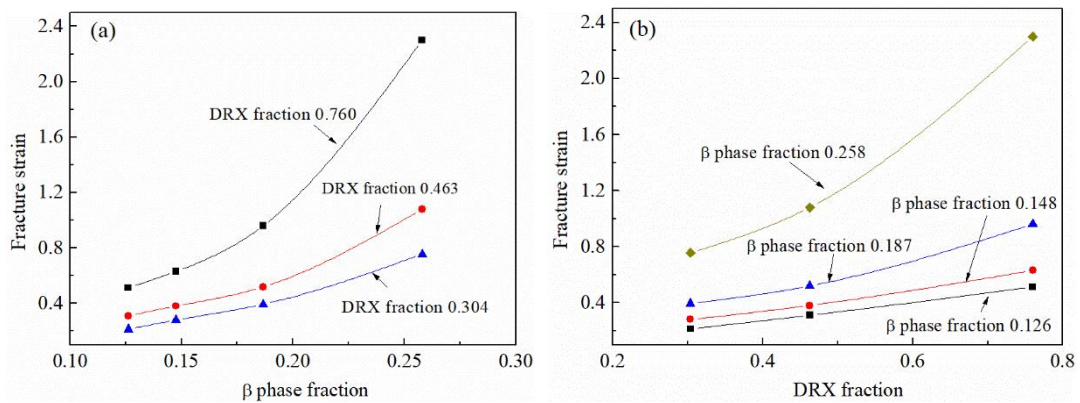 (a)
Fracture strain
2.4
2.0
1.6
1.2
0.8
0.4
DRX fraction 0.760
DRX fraction 0.463
DRX fraction 0.304
0.10
0.15
0.20
0.25
0.30
β phase fraction
(b)
Fracture strain
2.4
2.0
1.6
1.2
0.8
0.4
β phase fraction 0.258
β phase fraction 0.148
β phase fraction 0.187
β phase fraction 0.126
0.2
0.4
0.6
0.8
DRX fraction